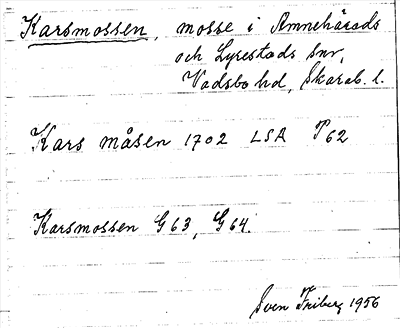 Karsmossen, mosse i Amnehärads
och Lyrestads snr,
Vadsbo hd, Skarab. l.
Kars måsen 1702 LSA P62
Karsmossen G63, G64.
Sven Friberg 1956